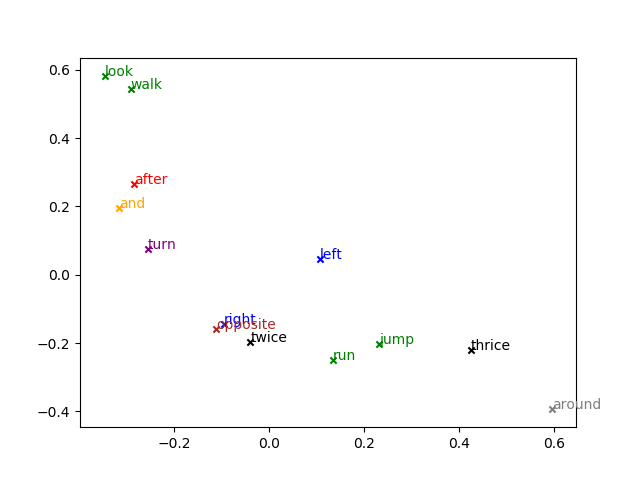 0.6
look
walk
0.4
after
0.2
and
turn
left
0.0
right
opposite
twice
jump
thrice
−0.2
run
around
−0.4
−0.2
0.0
0.2
0.4
0.6